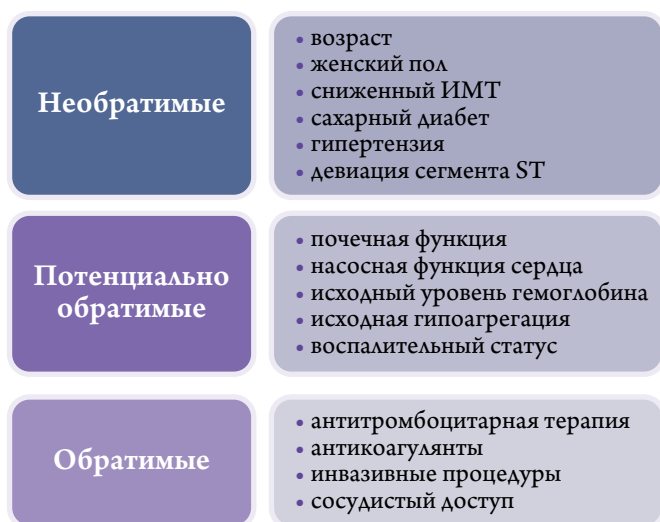 Необратимые
• возраст
• женский пол
• сниженный ИМТ
• сахарный диабет
• гипертензия
• девиация сегмента ST
Потенциально
обратимые
• почечная функция
• насосная функция сердца
• исходный уровень гемоглобина
• исходная гипоагрегация
• воспалительный статус
Обратимые
• антитромбоцитарная терапия
• антикоагулянты
• инвазивные процедуры
• сосудистый доступ